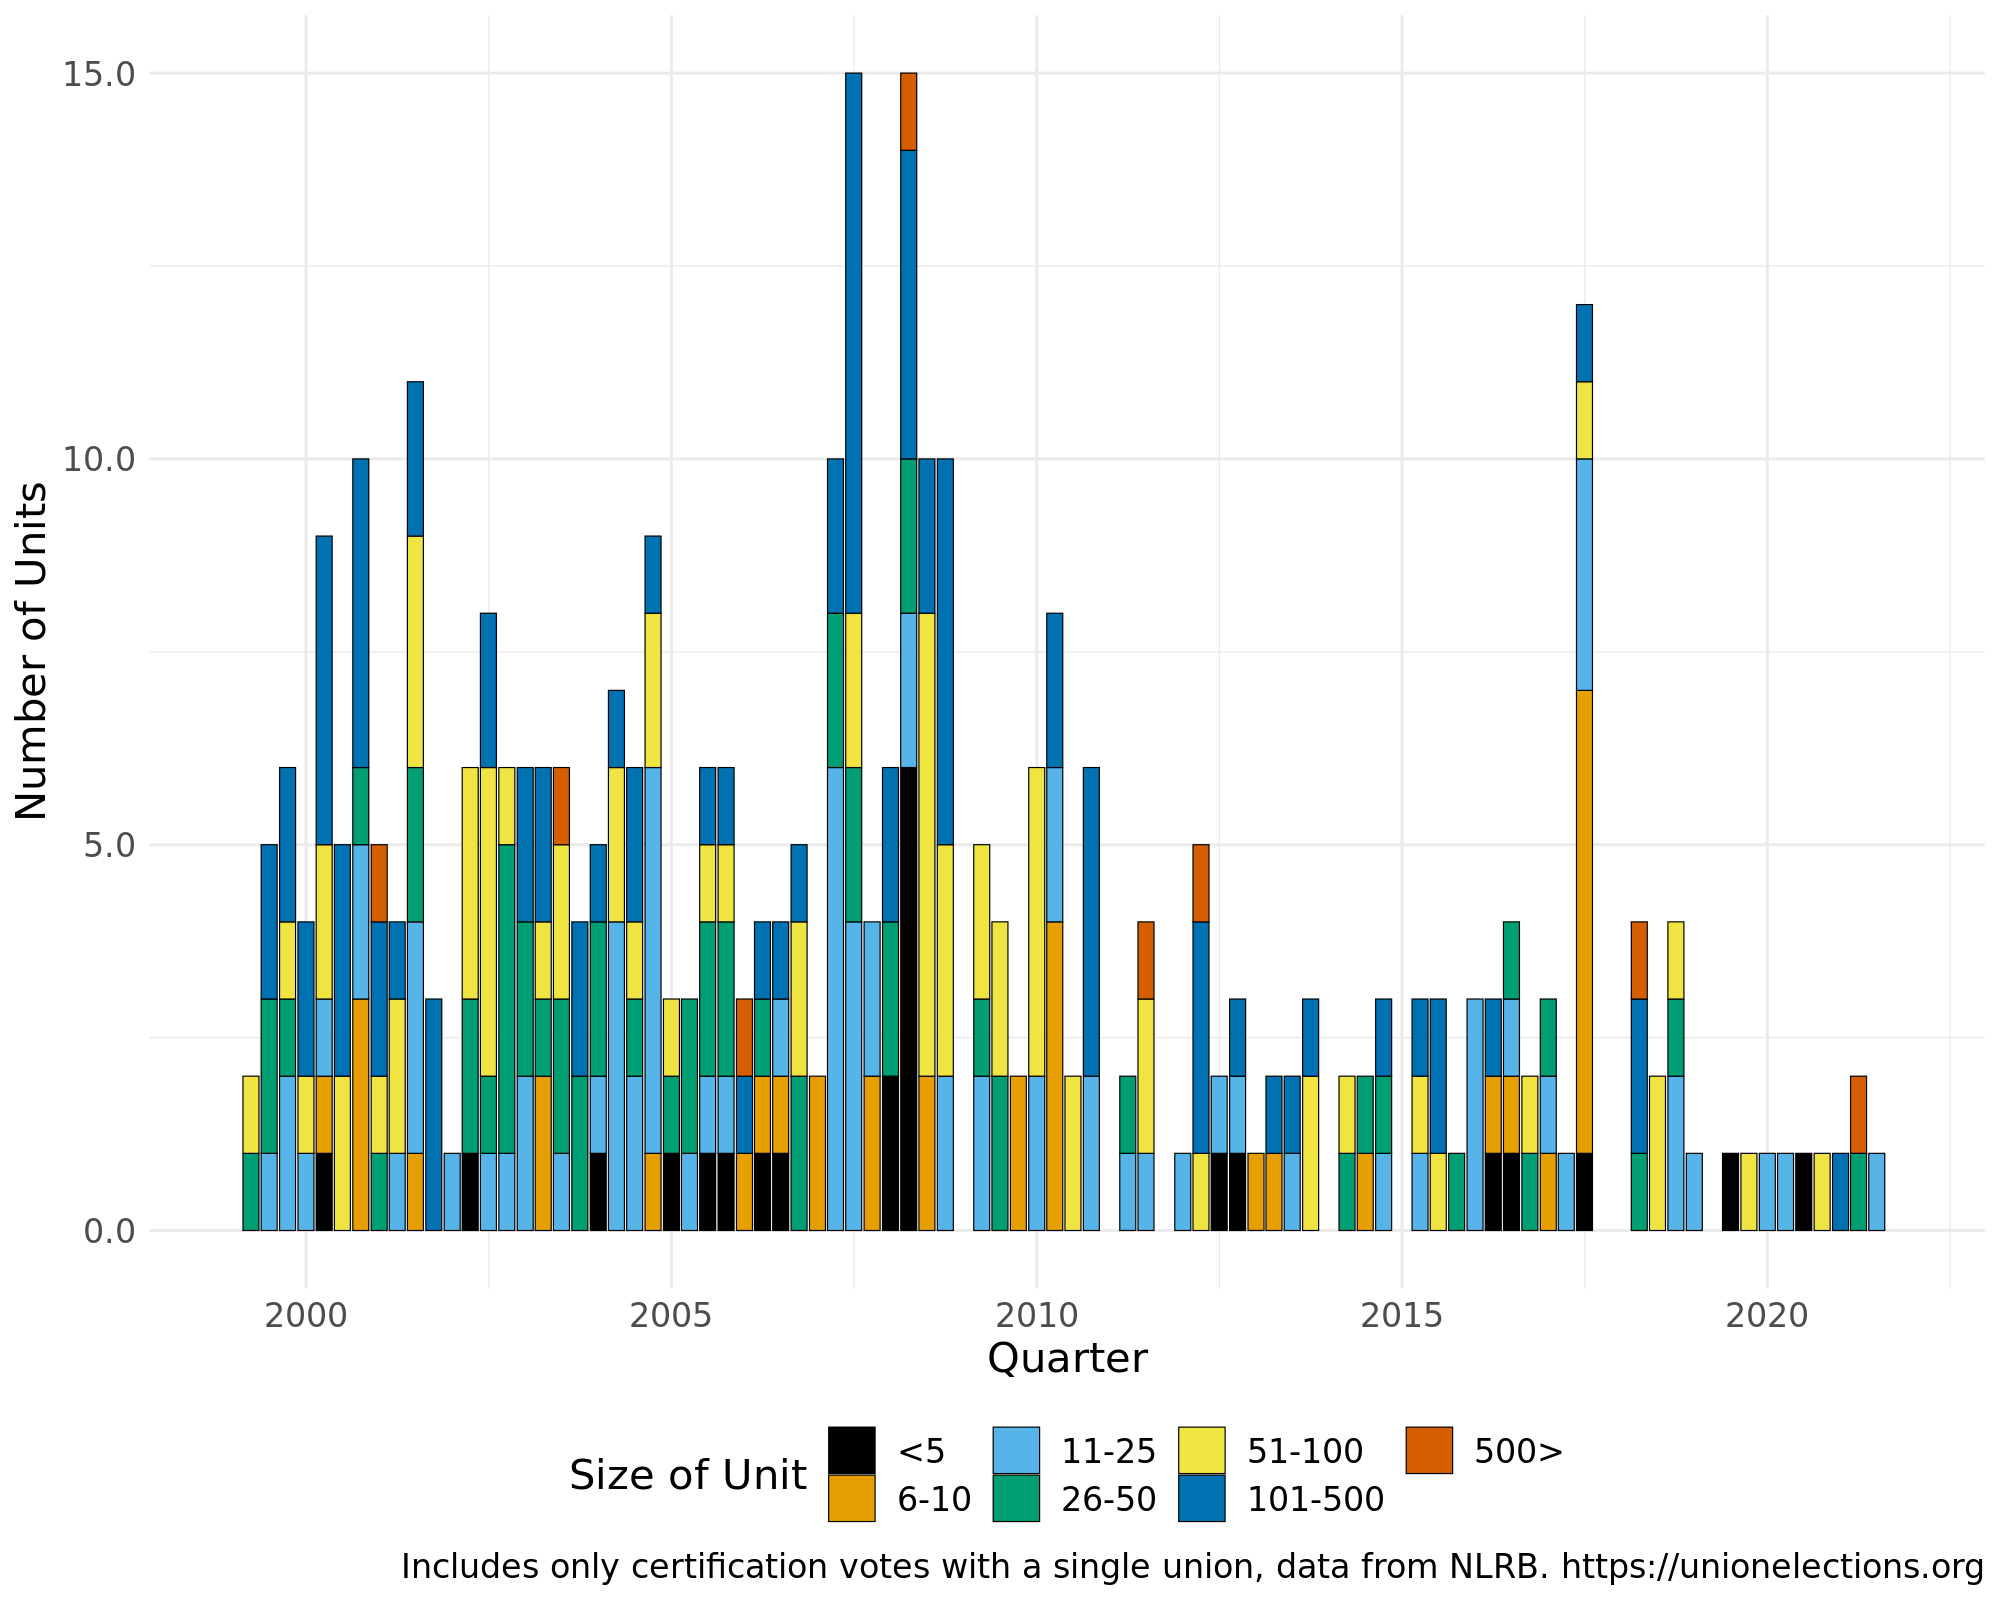 15.0
10.0
5.0
0.0
Number of Units
2000 2005 2010 2015 2020
Quarter
Size of Unit
<5 11-25 51-100 500>
6-10 26-50 101-500
Includes only certification votes with a single union, data from NLRB. https://unionelections.org